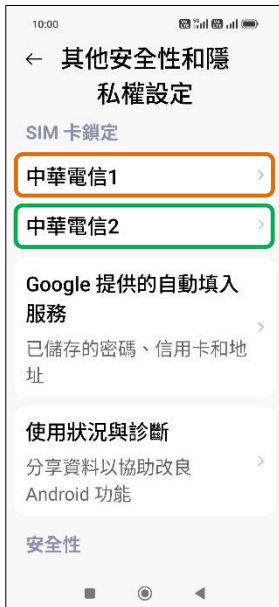 10:00
← 其他安全性和隱
私權設定
SIM 卡鎖定
中華電信1
中華電信2
Google 提供的自動填入
服務
已儲存的密碼、信用卡和地
址
使用狀況與診斷
分享資料以協助改良
Android 功能
安全性